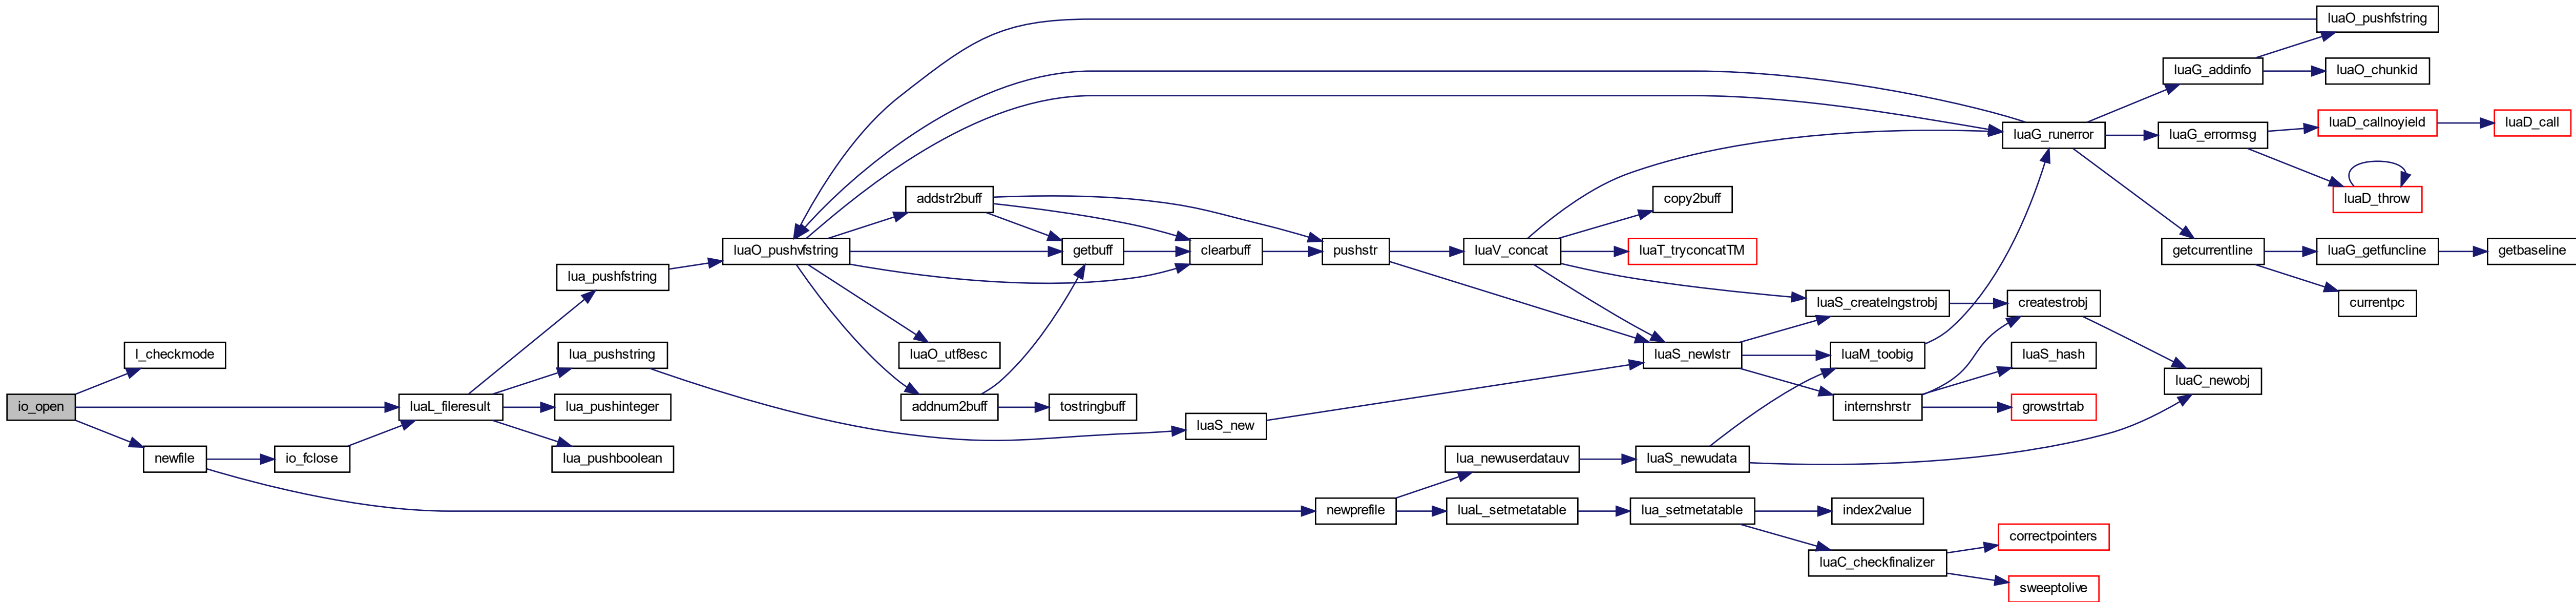 luaO_pushfstring
luaG_addinfo
luaO_chunkid
luaG_runerror
luaG_errormsg
luaD_callnoyield
luaD_call
luaD_throw
addstr2buff
copy2buff
luaO_pushvfstring
getbuff
clearbuff
pushstr
luaV_concat
luaT_tryconcatTM
getcurrentline
luaG_getfuncline
getbaseline
lua_pushfstring
luaS_createlngstrobj
createstrobj
currentpc
l_checkmode
lua_pushstring
luaO_utf8esc
luaS_newlstr
luaM_toobig
luaS_hash
luaC_newobj
io_open
luaL_fileresult
lua_pushinteger
addnum2buff
tostringbuff
internshrstr
growstrtab
luaS_new
newfile
io_fclose
lua_pushboolean
lua_newuserdatauv
luaS_newudata
newprefile
luaL_setmetatable
lua_setmetatable
index2value
correctpointers
luaC_checkfinalizer
sweeptolive